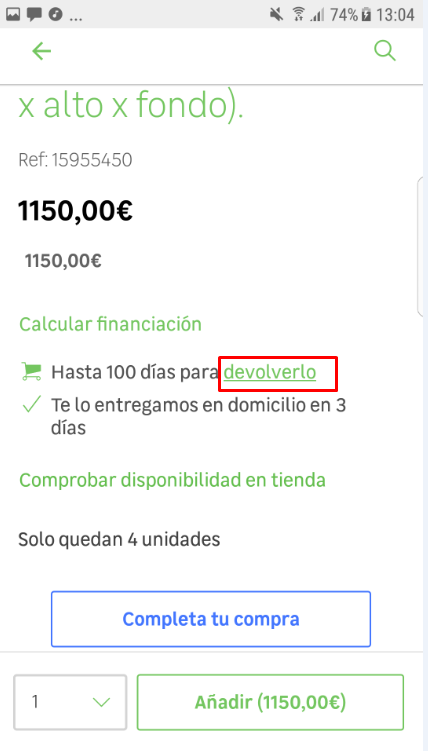 ... 74% 13:04
x alto x fondo).
Ref: 15955450
1150,00€
1150,00€
Calcular financiación
Hasta 100 días para devolverlo
Te lo entregamos en domicilio en 3
días
Comprobar disponibilidad en tienda
Solo quedan 4 unidades
Completa tu compra
1 Añadir (1150,00€)